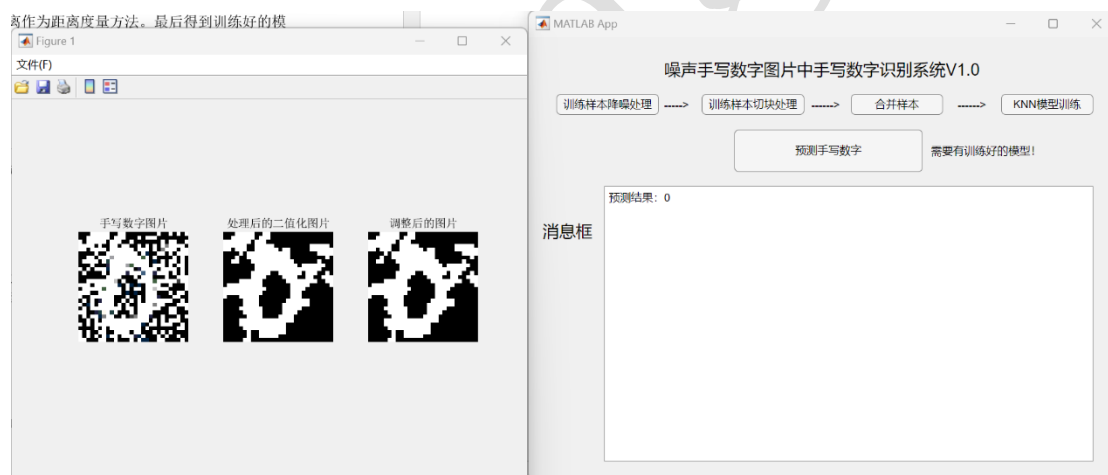 离作为距离度量方法。最后得到训练好的模
Figure 1
文件(F)
手写数字图片
处理后的二值化图片
调整后的图片
MATLAB App
噪声手写数字图片中手写数字识别系统V1.0
训练样本降噪处理 -----> 训练样本切块处理 ------> 合并样本 ------> KNN模型训练
预测手写数字 需要有训练好的模型!
消息框
预测结果：0